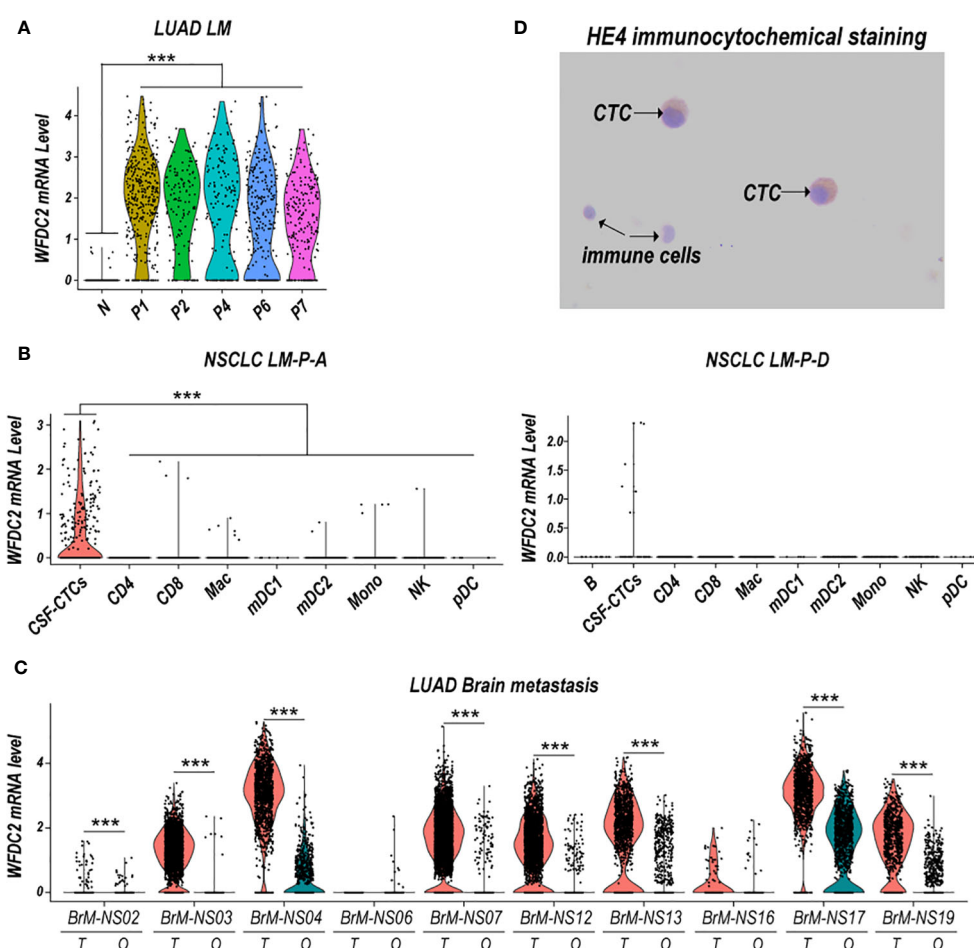 A
LUAD LM
***
WFDC2 mRNA Level
4
3
2
1
0
N P1 P2 P4 P6 P7
D
HE4 immunocytochemical staining
CTC
CTC
immune cells
B
NSCLC LM-P-A
***
WFDC2 mRNA Level
3
2
1
0
CSF-CTCs CD4 CD8 Mac mDC1 mDC2 Mono NK pDC
NSCLC LM-P-D
WFDC2 mRNA Level
2.0
1.5
1.0
0.5
0.0
B CSF-CTCs CD4 CD8 Mac mDC1 mDC2 Mono NK pDC
C
LUAD Brain metastasis
WFDC2 mRNA level
4
2
0
*** *** *** *** *** *** *** ***
BrM-NS02 BrM-NS03 BrM-NS04 BrM-NS06 BrM-NS07 BrM-NS12 BrM-NS13 BrM-NS16 BrM-NS17 BrM-NS19
T O T O T O T O T O T O T O T O T O T O